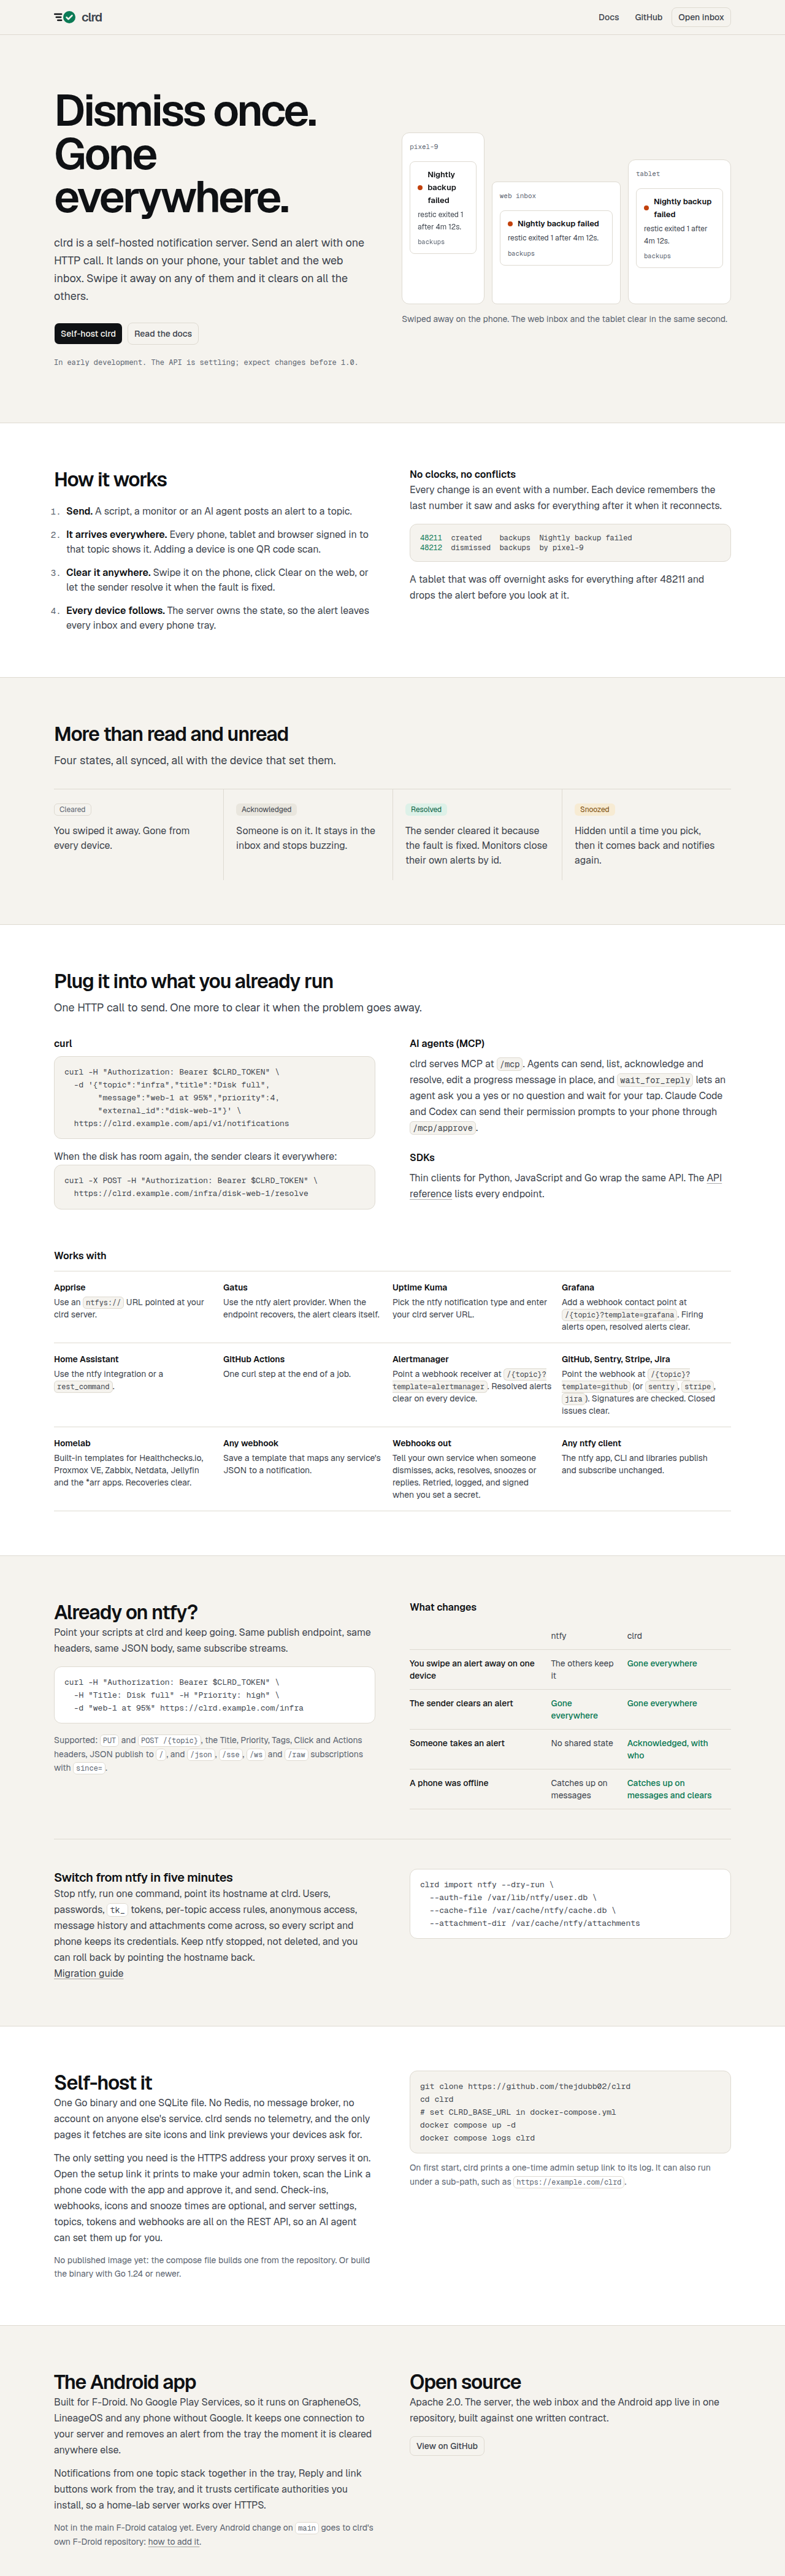 clrd
Docs
GitHub
Open inbox
Dismiss once.
Gone
everywhere.
clrd is a self-hosted notification server. Send an alert with one
HTTP call. It lands on your phone, your tablet and the web
inbox. Swipe it away on any of them and it clears on all the
others.
Self-host clrd
Read the docs
In early development. The API is settling; expect changes before 1.0.
pixel-9
Nightly
backup
failed
restic exited 1
after 4m 12s.
backups
web inbox
Nightly backup failed
restic exited 1 after 4m 12s.
backups
tablet
Nightly backup
failed
restic exited 1 after
4m 12s.
backups
Swiped away on the phone. The web inbox and the tablet clear in the same second.
How it works
1. Send. A script, a monitor or an AI agent posts an alert to a topic.
2. It arrives everywhere. Every phone, tablet and browser signed in to
that topic shows it. Adding a device is one QR code scan.
3. Clear it anywhere. Swipe it on the phone, click Clear on the web, or
let the sender resolve it when the fault is fixed.
4. Every device follows. The server owns the state, so the alert leaves
every inbox and every phone tray.
No clocks, no conflicts
Every change is an event with a number. Each device remembers the
last number it saw and asks for everything after it when it reconnects.
48211 created backups Nightly backup failed
48212 dismissed backups by pixel-9
A tablet that was off overnight asks for everything after 48211 and
drops the alert before you look at it.
More than read and unread
Four states, all synced, all with the device that set them.
Cleared
You swiped it away. Gone from
every device.
Acknowledged
Someone is on it. It stays in the
inbox and stops buzzing.
Resolved
The sender cleared it because
the fault is fixed. Monitors close
their own alerts by id.
Snoozed
Hidden until a time you pick,
then it comes back and notifies
again.
Plug it into what you already run
One HTTP call to send. One more to clear it when the problem goes away.
curl
curl -H "Authorization: Bearer $CLRD_TOKEN" \
-d '{"topic":"infra","title":"Disk full",
"message":"web-1 at 95%","priority":4,
"external_id":"disk-web-1"}' \
https://clrd.example.com/api/v1/notifications
When the disk has room again, the sender clears it everywhere:
curl -X POST -H "Authorization: Bearer $CLRD_TOKEN" \
https://clrd.example.com/infra/disk-web-1/resolve
AI agents (MCP)
clrd serves MCP at /mcp. Agents can send, list, acknowledge and
resolve, edit a progress message in place, and wait_for_reply lets an
agent ask you a yes or no question and wait for your tap. Claude Code
and Codex can send their permission prompts to your phone through
/mcp/approve.
SDKs
Thin clients for Python, JavaScript and Go wrap the same API. The API
reference lists every endpoint.
Works with
Apprise
Use an ntfys:// URL pointed at your
clrd server.
Gatus
Use the ntfy alert provider. When the
endpoint recovers, the alert clears itself.
Uptime Kuma
Pick the ntfy notification type and enter
your clrd server URL.
Grafana
Add a webhook contact point at
/{topic}?template=grafana. Firing
alerts open, resolved alerts clear.
Home Assistant
Use the ntfy integration or a
rest_command.
GitHub Actions
One curl step at the end of a job.
Alertmanager
Point a webhook receiver at /{topic}?
template=alertmanager. Resolved alerts
clear on every device.
GitHub, Sentry, Stripe, Jira
Point the webhook at /{topic}?
template=github (or sentry, stripe,
jira). Signatures are checked. Closed
issues clear.
Homelab
Built-in templates for Healthchecks.io,
Proxmox VE, Zabbix, Netdata, Jellyfin
and the *arr apps. Recoveries clear.
Any webhook
Save a template that maps any service's
JSON to a notification.
Webhooks out
Tell your own service when someone
dismisses, acks, resolves, snoozes or
replies. Retried, logged, and signed
when you set a secret.
Any ntfy client
The ntfy app, CLI and libraries publish
and subscribe unchanged.
Already on ntfy?
Point your scripts at clrd and keep going. Same publish endpoint, same
headers, same JSON body, same subscribe streams.
curl -H "Authorization: Bearer $CLRD_TOKEN" \
-H "Title: Disk full" -H "Priority: high" \
-d "web-1 at 95%" https://clrd.example.com/infra
Supported: PUT and POST /{topic}, the Title, Priority, Tags, Click and Actions
headers, JSON publish to /, and /json, /sse, /ws and /raw subscriptions
with since=.
What changes
ntfy
clrd
You swipe an alert away on one
device
The others keep
it
Gone everywhere
The sender clears an alert
Gone
everywhere
Gone everywhere
Someone takes an alert
No shared state
Acknowledged, with
who
A phone was offline
Catches up on
messages
Catches up on
messages and clears
Switch from ntfy in five minutes
Stop ntfy, run one command, point its hostname at clrd. Users,
passwords, tk_ tokens, per-topic access rules, anonymous access,
message history and attachments come across, so every script and
phone keeps its credentials. Keep ntfy stopped, not deleted, and you
can roll back by pointing the hostname back.
Migration guide
clrd import ntfy --dry-run \
--auth-file /var/lib/ntfy/user.db \
--cache-file /var/cache/ntfy/cache.db \
--attachment-dir /var/cache/ntfy/attachments
Self-host it
One Go binary and one SQLite file. No Redis, no message broker, no
account on anyone else's service. clrd sends no telemetry, and the only
pages it fetches are site icons and link previews your devices ask for.
The only setting you need is the HTTPS address your proxy serves it on.
Open the setup link it prints to make your admin token, scan the Link a
phone code with the app and approve it, and send. Check-ins,
webhooks, icons and snooze times are optional, and server settings,
topics, tokens and webhooks are all on the REST API, so an AI agent
can set them up for you.
No published image yet: the compose file builds one from the repository. Or build
the binary with Go 1.24 or newer.
git clone https://github.com/thejdubb02/clrd
cd clrd
# set CLRD_BASE_URL in docker-compose.yml
docker compose up -d
docker compose logs clrd
On first start, clrd prints a one-time admin setup link to its log. It can also run
under a sub-path, such as https://example.com/clrd.
The Android app
Built for F-Droid. No Google Play Services, so it runs on GrapheneOS,
LineageOS and any phone without Google. It keeps one connection to
your server and removes an alert from the tray the moment it is cleared
anywhere else.
Notifications from one topic stack together in the tray, Reply and link
buttons work from the tray, and it trusts certificate authorities you
install, so a home-lab server works over HTTPS.
Not in the main F-Droid catalog yet. Every Android change on main goes to clrd's
own F-Droid repository: how to add it.
Open source
Apache 2.0. The server, the web inbox and the Android app live in one
repository, built against one written contract.
View on GitHub